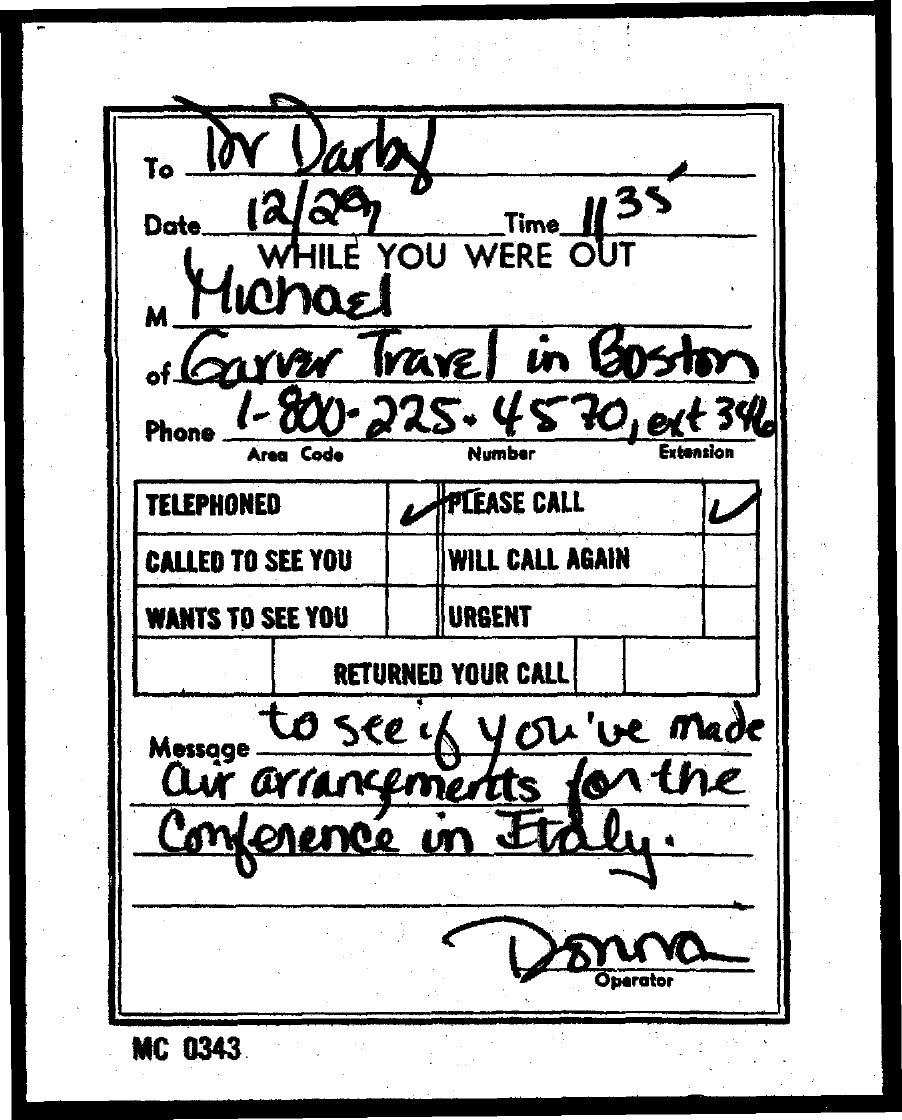 To Dr Darby
Date 12/29 Time 11 35
WHILE YOU WERE OUT
M Michael
of Garver Travel in Boston
Phone 1-800-225-4570, ext 346
Area Code Number Extension
TELEPHONED ✓ PLEASE CALL ✓
CALLED TO SEE YOU WILL CALL AGAIN
WANTS TO SEE YOU URGENT
RETURNED YOUR CALL
Message to see if you've made
air arrangements for the
Conference in Italy.
Donna
Operator
MC 0343